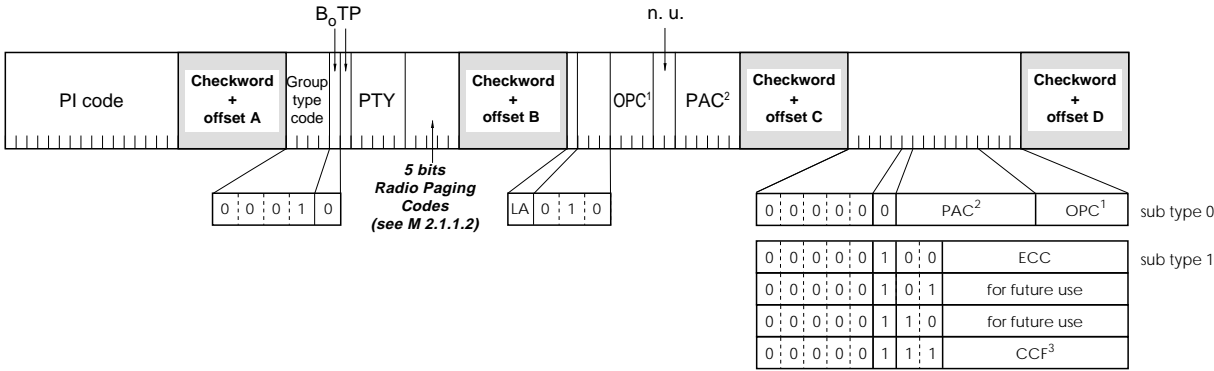 BoTP n. u.
PI code Checkword + offset A Group type code PTY Checkword + offset B OPC¹ PAC² Checkword + offset C Checkword + offset D
5 bits
Radio Paging
Codes
(see M 2.1.1.2)
0 0 0 1 0
LA 0 1 0
0 0 0 0 0 0 PAC² OPC¹ sub type 0
0 0 0 0 0 1 0 0 ECC sub type 1
0 0 0 0 0 1 0 1 for future use
0 0 0 0 0 1 1 0 for future use
0 0 0 0 0 1 1 1 CCF³